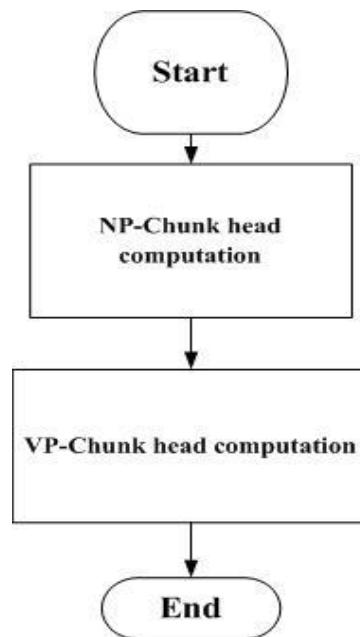 Start
NP-Chunk head
computation
VP-Chunk head computation
End